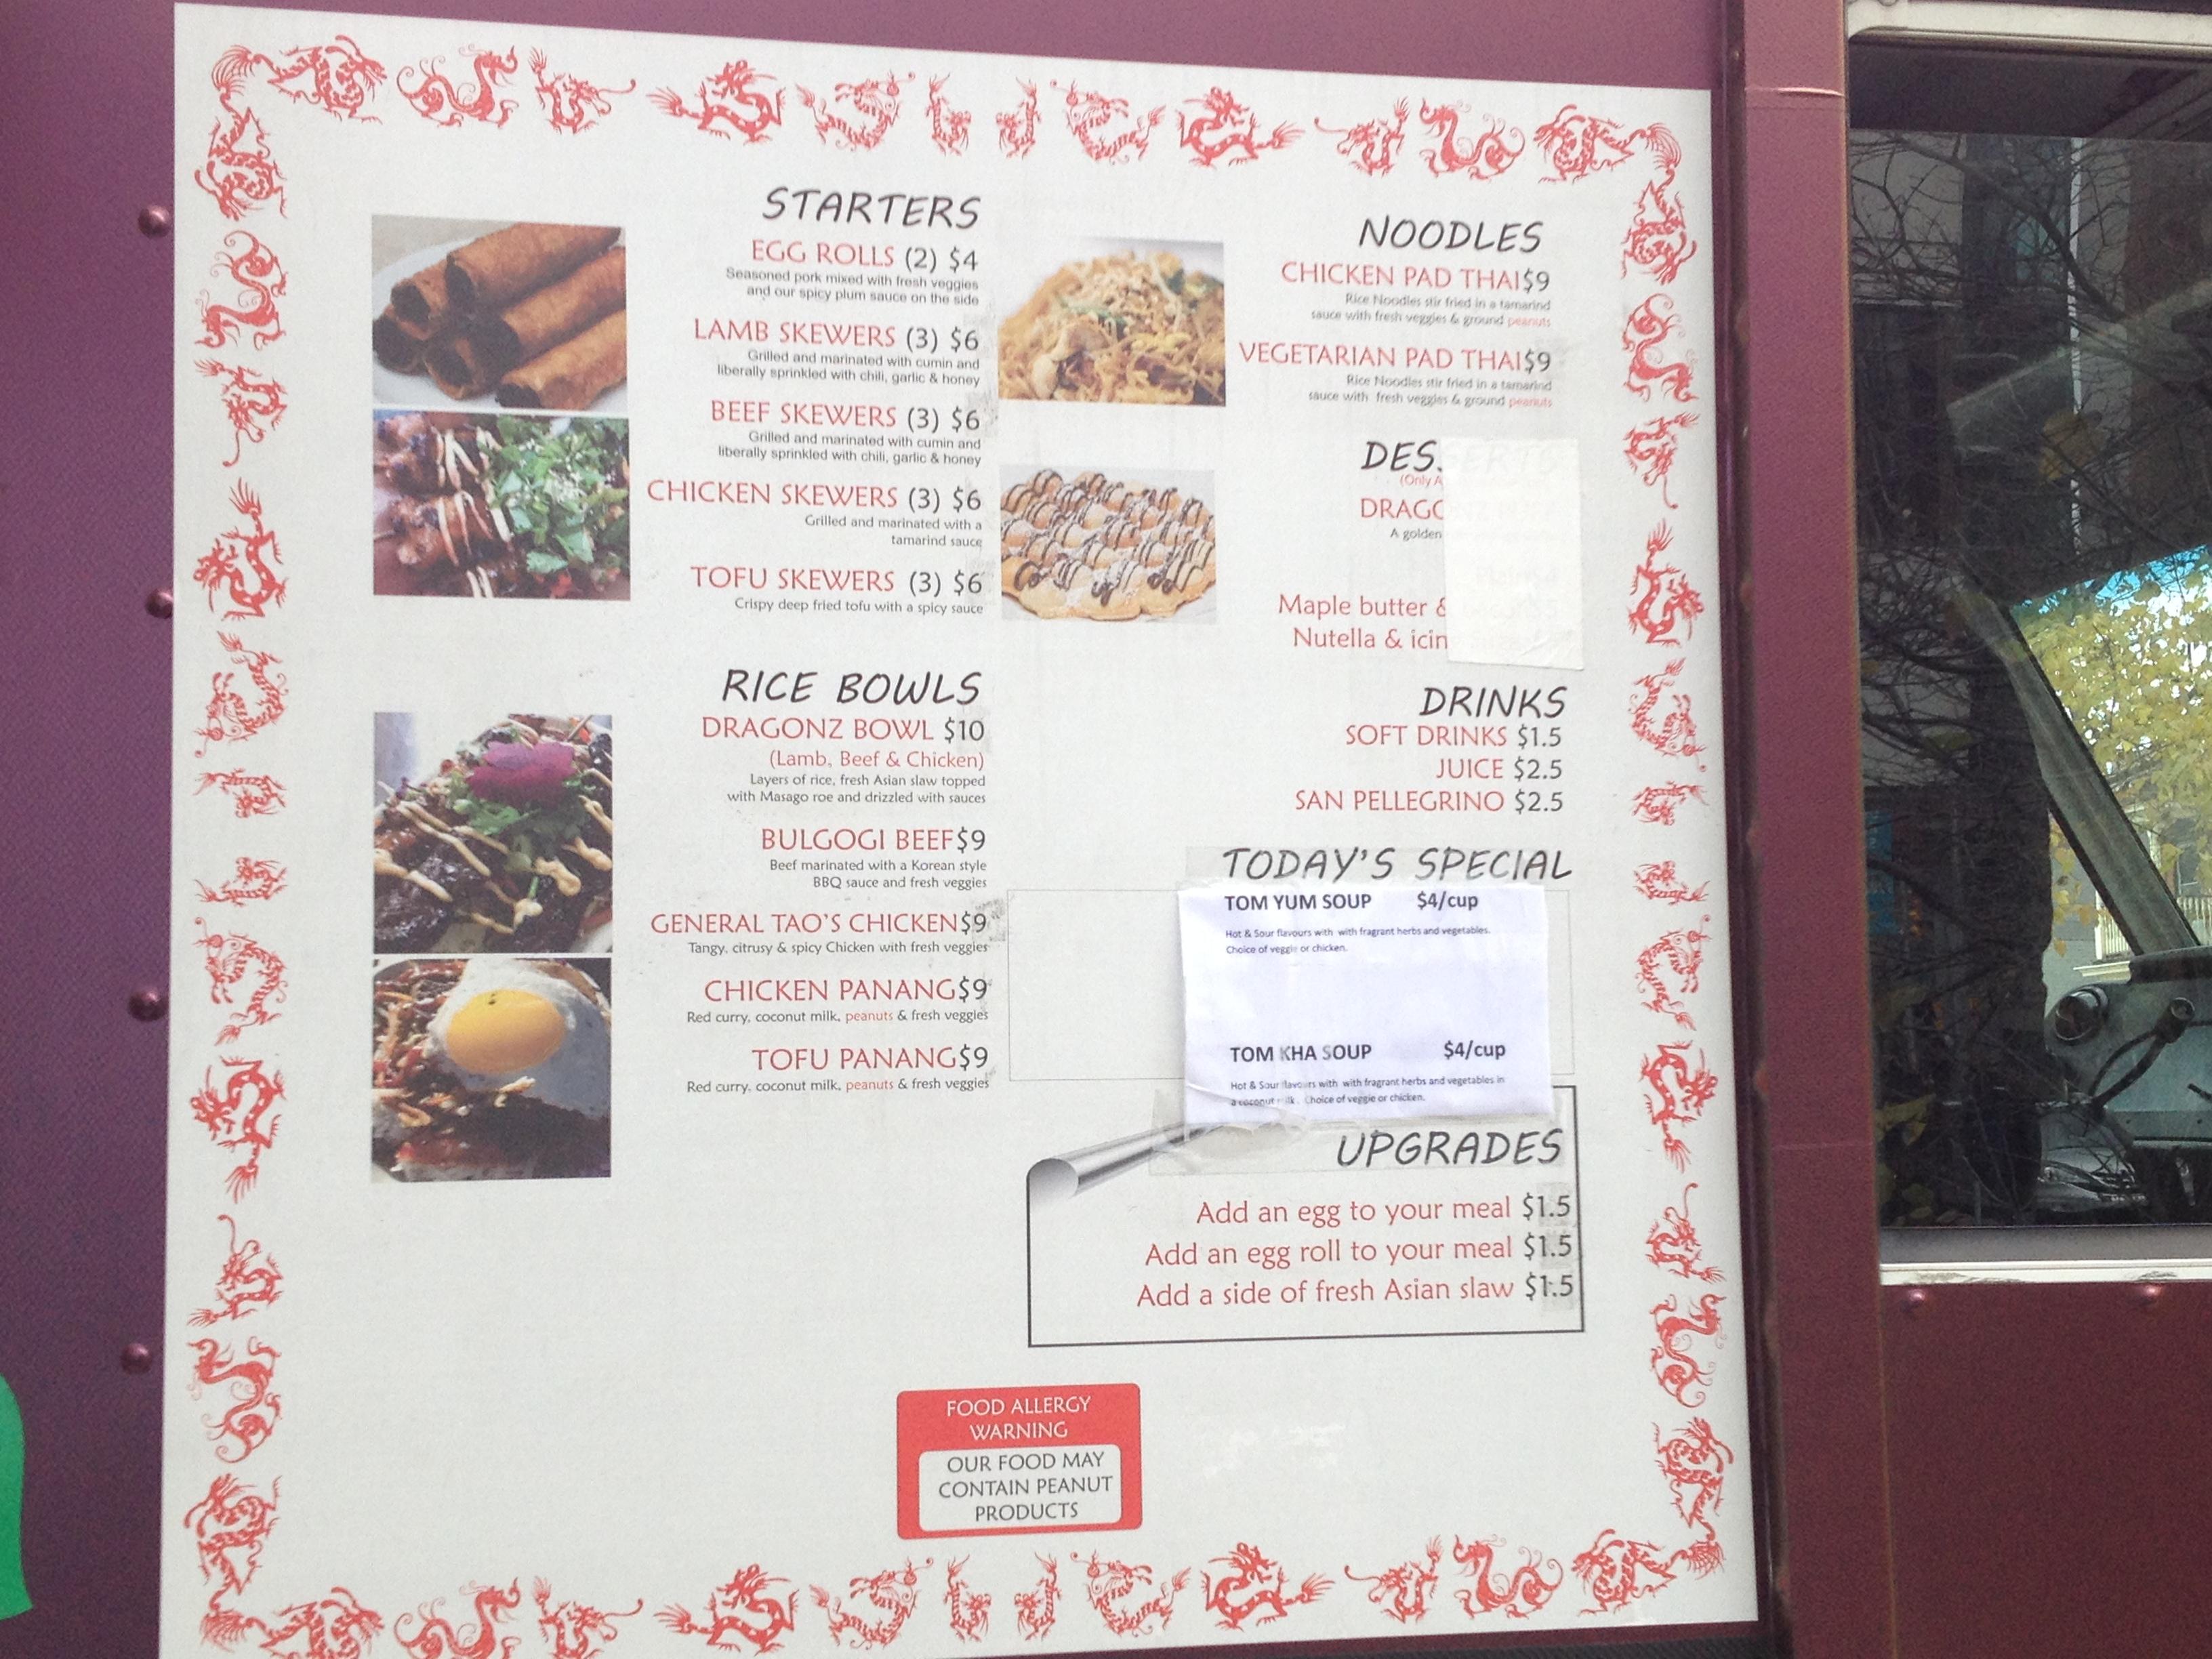 STARTERS
EGG ROLLS (2) $4
Seasoned pork mixed with fresh veggies
and our spicy plum sauce on the side
LAMB SKEWERS (3) $6
Grilled and marinated with cumin and
liberally sprinkled with chili, garlic & honey
BEEF SKEWERS (3) $6
Grilled and marinated with cumin and
liberally sprinkled with chili, garlic & honey
CHICKEN SKEWERS (3) $6
Grilled and marinated with a
tamarind sauce
TOFU SKEWERS (3) $6
Crispy deep fried tofu with a spicy sauce
RICE BOWLS
DRAGONZ BOWL $10
(Lamb, Beef & Chicken)
Layers of rice, fresh Asian slaw topped
with Masago roe and drizzled with sauces
BULGOGI BEEF$9
Beef marinated with a Korean style
BBQ sauce and fresh veggies
GENERAL TAO'S CHICKEN$9
Tangy, citrusy & spicy Chicken with fresh veggies
CHICKEN PANANG$9
Red curry, coconut milk, peanuts & fresh veggies
TOFU PANANG$9
Red curry, coconut milk, peanuts & fresh veggies
NOODLES
CHICKEN PAD THAI$9
Rice Noodles stir fried in a tamarind
sauce with fresh veggies & ground peanuts
VEGETARIAN PAD THAI$9
Rice Noodles stir fried in a tamarind
sauce with fresh veggies & ground peanuts
DESSERTS
(Only
A golden
Maple butter &
Nutella &
DRINKS
SOFT DRINKS $1.5
JUICE $2.5
SAN PELLEGRINO $2.5
TODAY'S SPECIAL
TOM YUM SOUP $4/cup
Hot & Sour flavours with with fragrant herbs and vegetables.
Choice of veggie or chicken.
TOM KHA SOUP $4/cup
Hot & Sour flavours with with fragrant herbs and vegetables in
a coconut milk. Choice of veggie or chicken.
UPGRADES
Add an egg to your meal $1.5
Add an egg roll to your meal $1.5
Add a side of fresh Asian slaw $1.5
FOOD ALLERGY
WARNING
OUR FOOD MAY
CONTAIN PEANUT
PRODUCTS